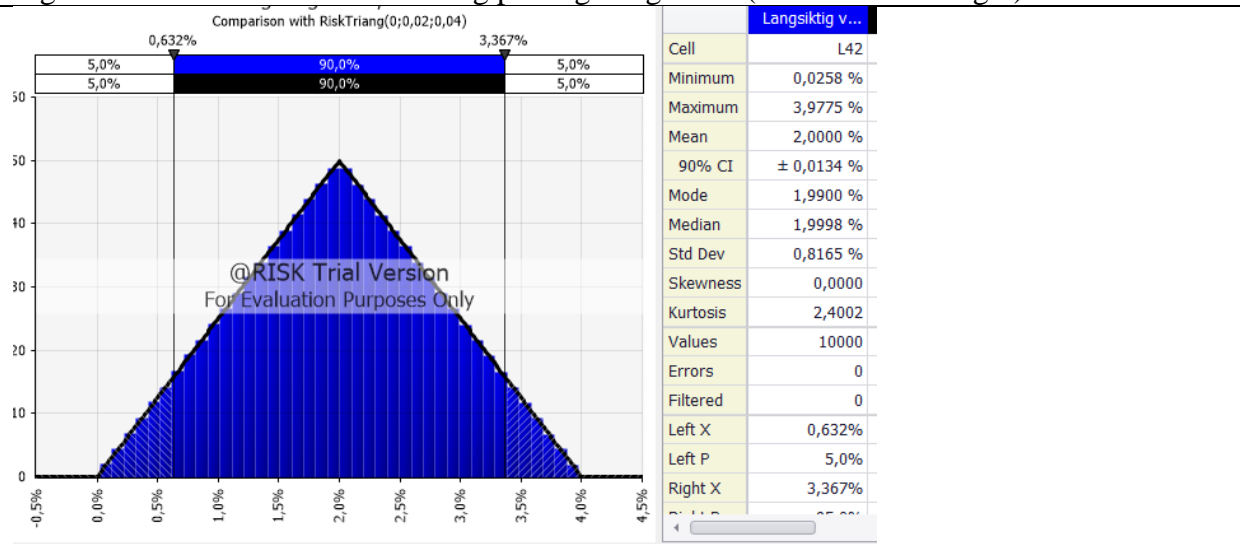 Comparison with RiskTriang(0;0,02;0,04)
0,632% 3,367%
5,0% 90,0% 5,0%
5,0% 90,0% 5,0%
50
40
30
20
10
0
-0,5% 0,0% 0,5% 1,0% 1,5% 2,0% 2,5% 3,0% 3,5% 4,0% 4,5%
@RISK Trial Version
For Evaluation Purposes Only
Langsiktig v...
Cell L42
Minimum 0,0258 %
Maximum 3,9775 %
Mean 2,0000 %
90% CI ± 0,0134 %
Mode 1,9900 %
Median 1,9998 %
Std Dev 0,8165 %
Skewness 0,0000
Kurtosis 2,4002
Values 10000
Errors 0
Filtered 0
Left X 0,632%
Left P 5,0%
Right X 3,367%